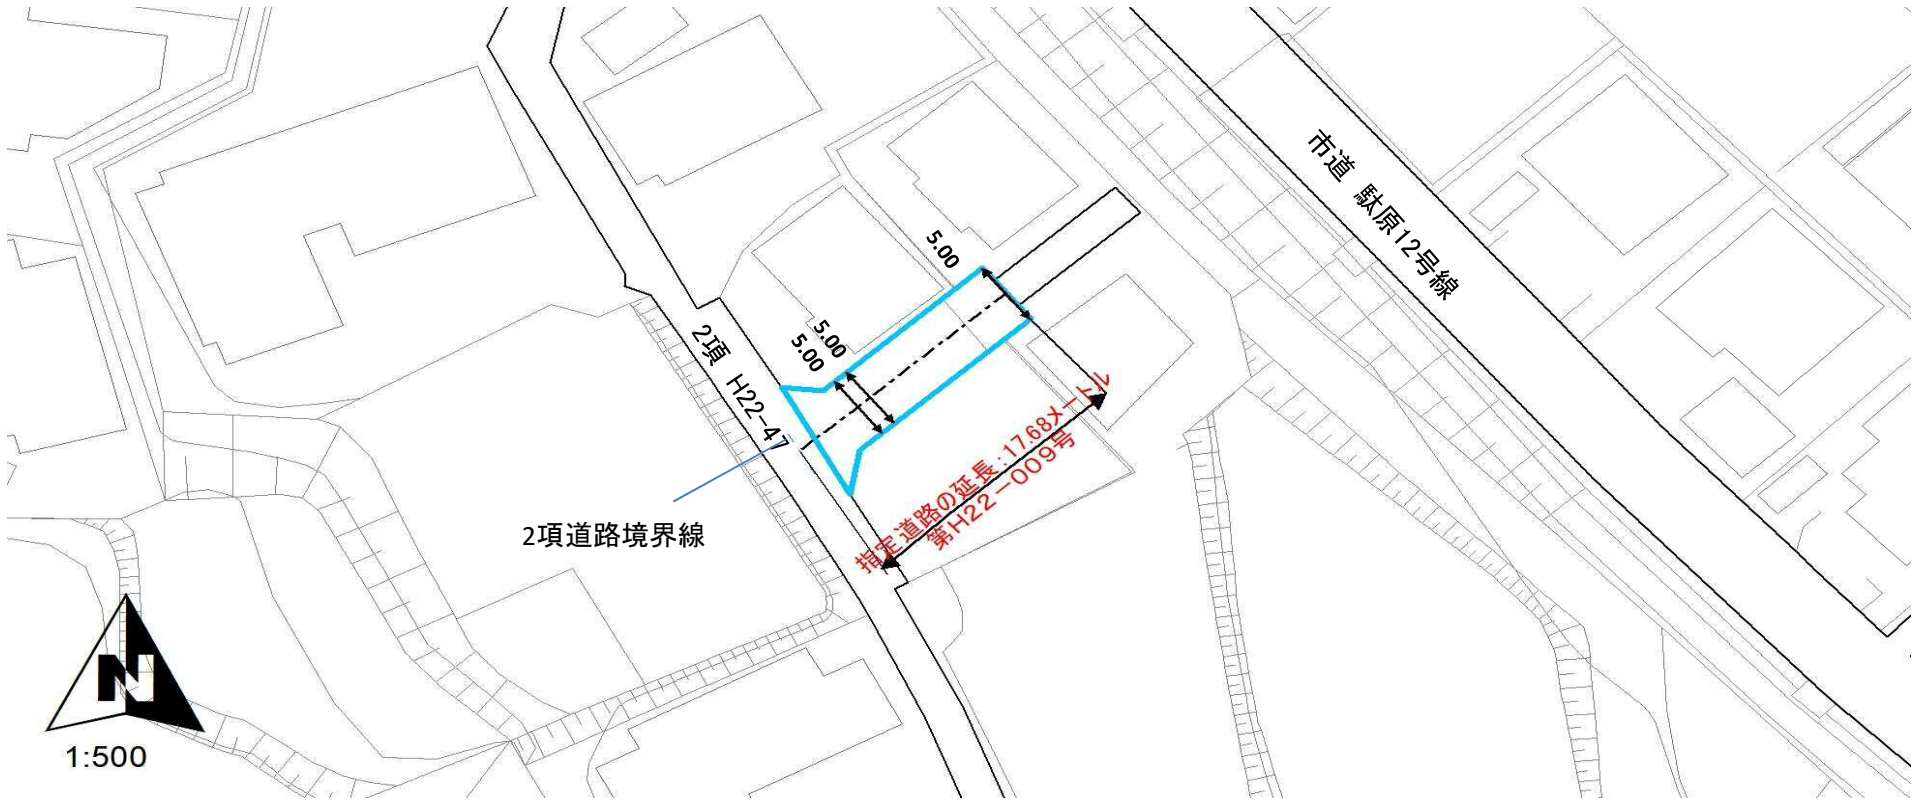 市道 駄原12号線
5.00
5.00
5.00
2項 H22-47
指定道路の延長:17.68メートル
第H22-009号
2項道路境界線
N
1:500